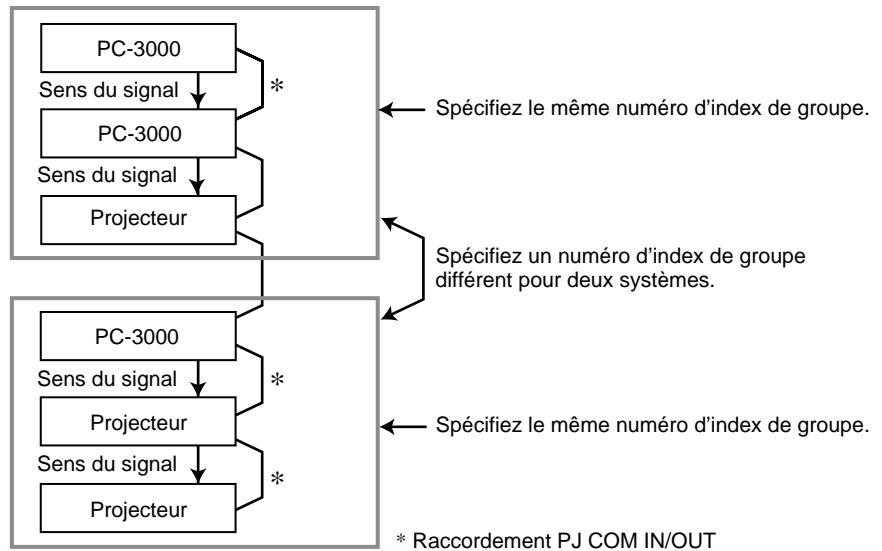 PC-3000
Sens du signal
*
PC-3000
Sens du signal
Projecteur
Spécifiez le même numéro d’index de groupe.
Spécifiez un numéro d’index de groupe
différent pour deux systèmes.
PC-3000
Sens du signal
*
Projecteur
Sens du signal
*
Projecteur
Spécifiez le même numéro d’index de groupe.
* Raccordement PJ COM IN/OUT